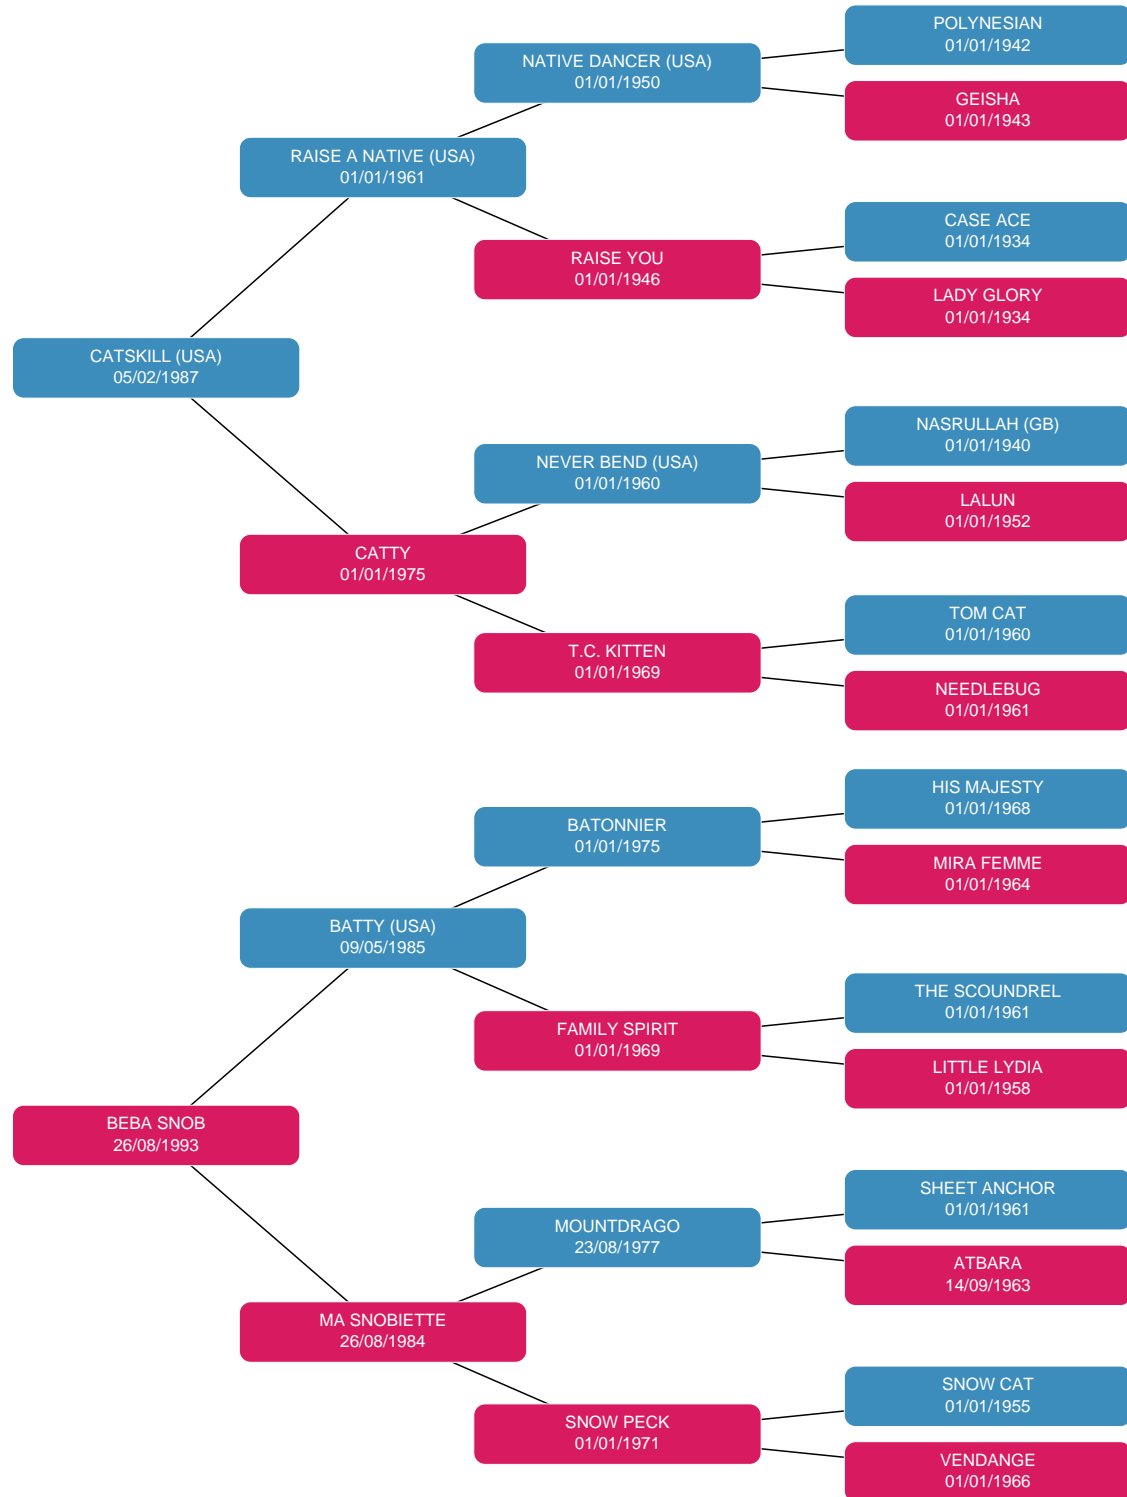 POLYNESIAN
01/01/1942
NATIVE DANCER (USA)
01/01/1950
GEISHA
01/01/1943
RAISE A NATIVE (USA)
01/01/1961
CASE ACE
01/01/1934
RAISE YOU
01/01/1946
LADY GLORY
01/01/1934
CATSKILL (USA)
05/02/1987
NASRULLAH (GB)
01/01/1940
NEVER BEND (USA)
01/01/1960
LALUN
01/01/1952
CATTY
01/01/1975
TOM CAT
01/01/1960
T.C. KITTEN
01/01/1969
NEEDLEBUG
01/01/1961
HIS MAJESTY
01/01/1968
BATONNIER
01/01/1975
MIRA FEMME
01/01/1964
BATTY (USA)
09/05/1985
THE SCOUNDREL
01/01/1961
FAMILY SPIRIT
01/01/1969
LITTLE LYDIA
01/01/1958
BEBA SNOB
26/08/1993
SHEET ANCHOR
01/01/1961
MOUNTDRAGO
23/08/1977
ATBARA
14/09/1963
MA SNOBIETTE
26/08/1984
SNOW CAT
01/01/1955
SNOW PECK
01/01/1971
VENDANGE
01/01/1966